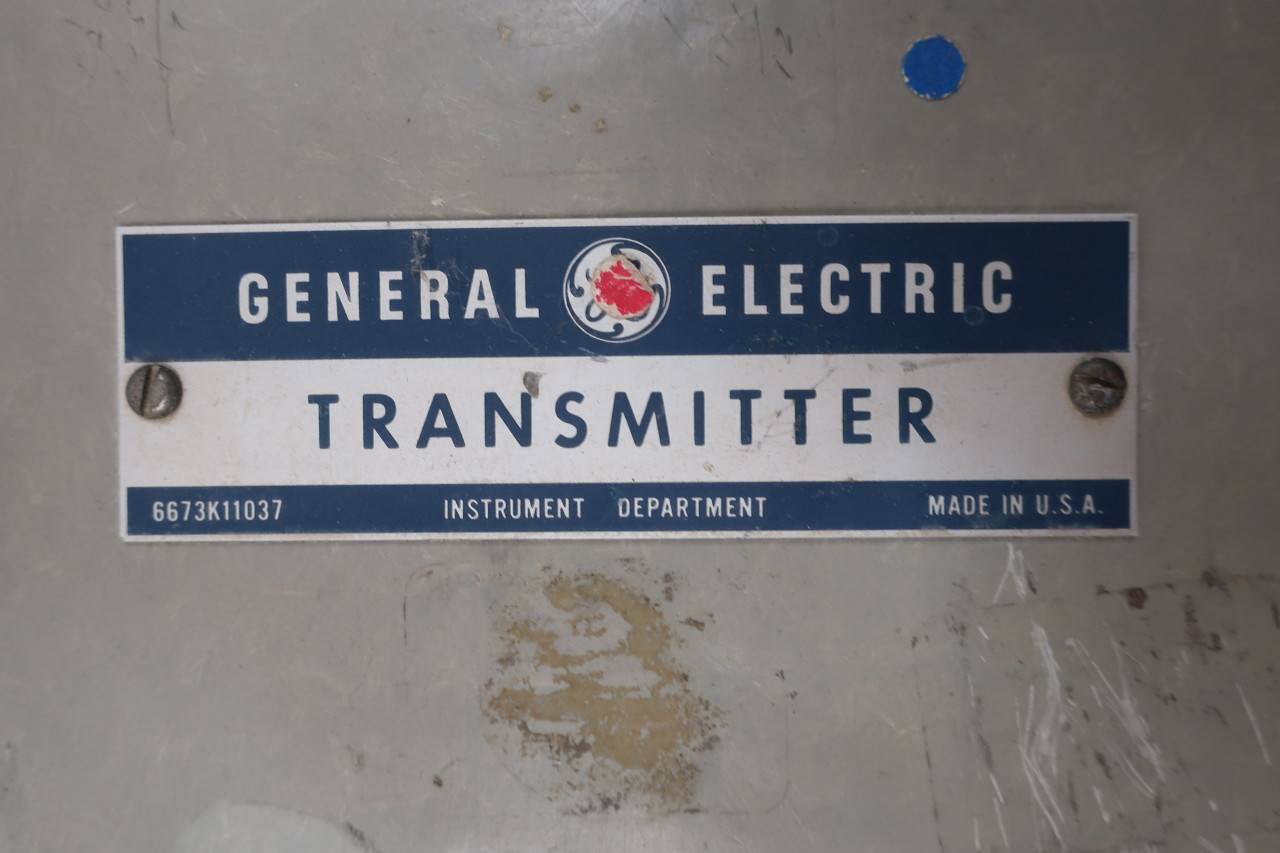 GENERAL ELECTRIC
TRANSMITTER
6673K11037 INSTRUMENT DEPARTMENT MADE IN U.S.A.